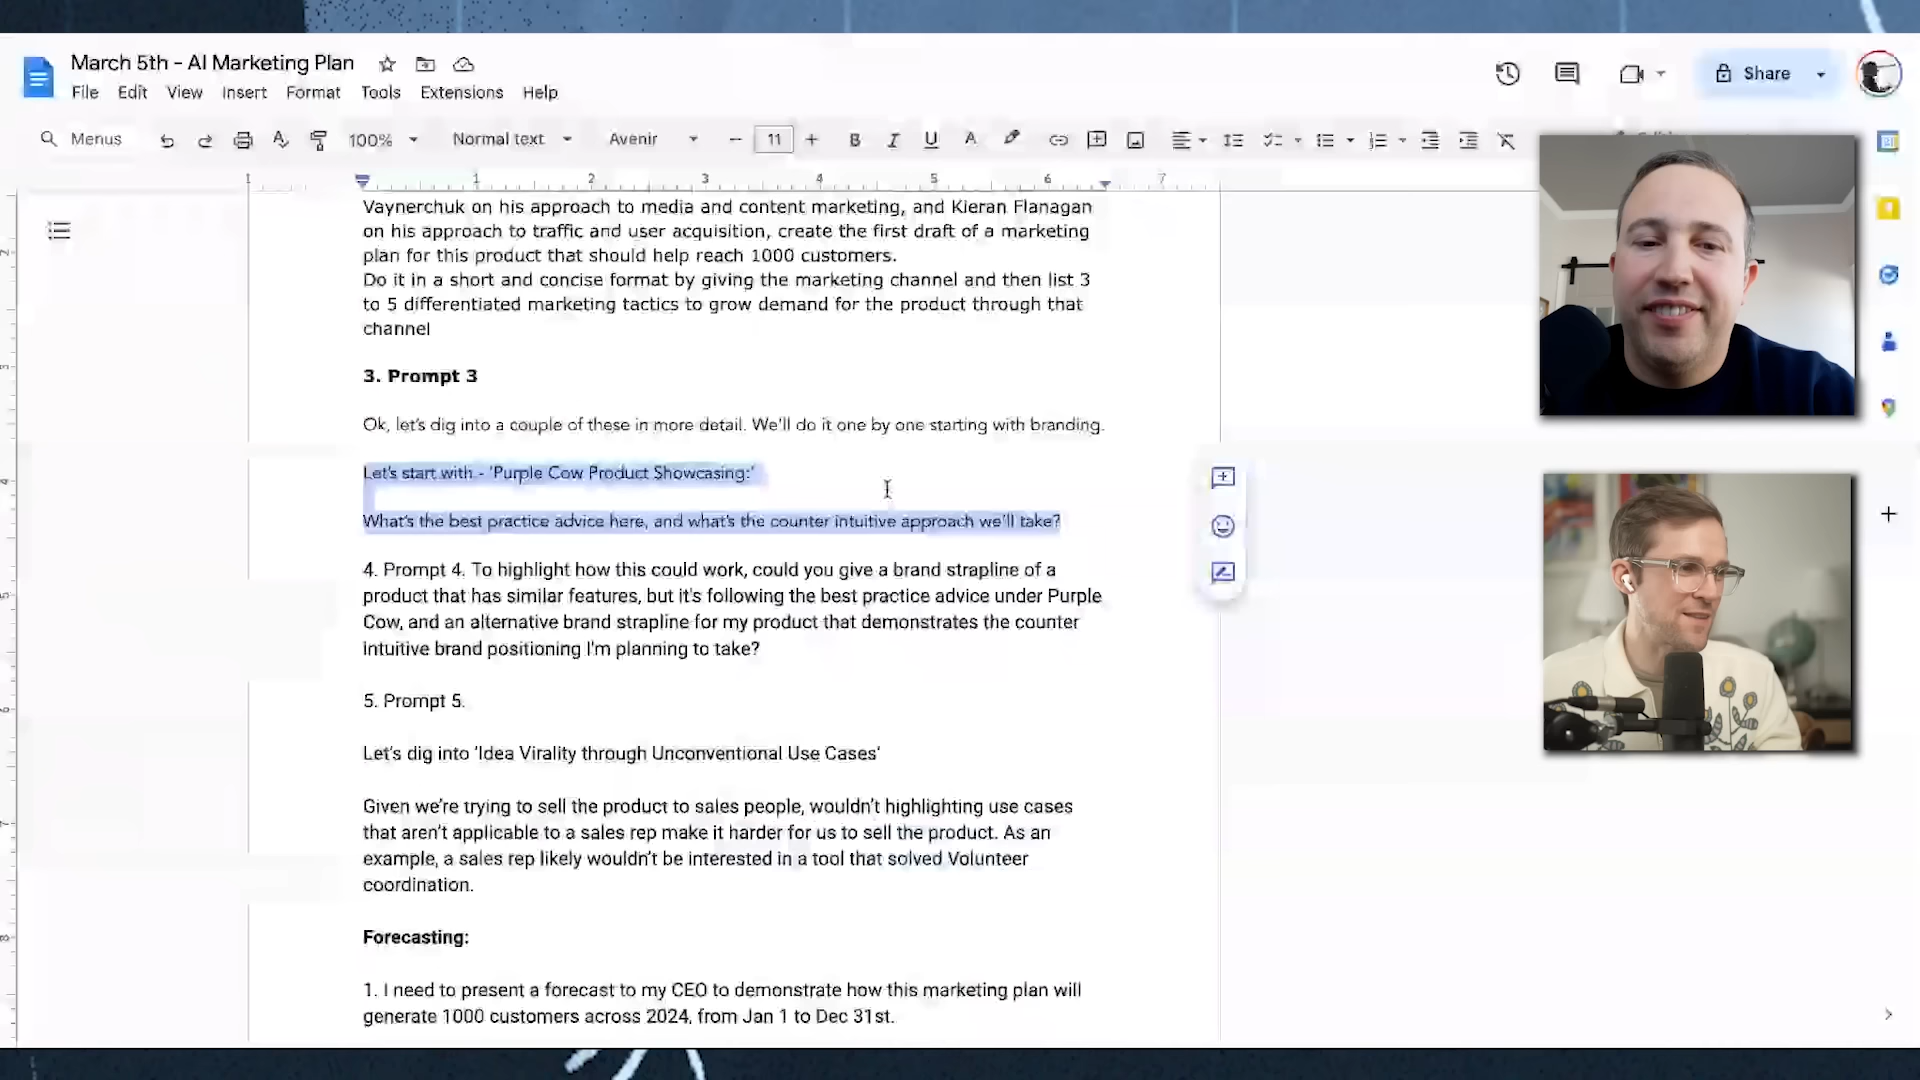 March 5th - AI Marketing Plan
File Edit View Insert Format Tools Extensions Help
Share
Menus
100%
Normal text
Avenir
11
1 1 2 3 4 5 6 7
Vaynerchuk on his approach to media and content marketing, and Kieran Flanagan
on his approach to traffic and user acquisition, create the first draft of a marketing
plan for this product that should help reach 1000 customers.
Do it in a short and concise format by giving the marketing channel and then list 3
to 5 differentiated marketing tactics to grow demand for the product through that
channel
3. Prompt 3
Ok, let's dig into a couple of these in more detail. We'll do it one by one starting with branding.
Let's start with - 'Purple Cow Product Showcasing:'
What's the best practice advice here, and what's the counter intuitive approach we'll take?
4. Prompt 4. To highlight how this could work, could you give a brand strapline of a
product that has similar features, but it's following the best practice advice under Purple
Cow, and an alternative brand strapline for my product that demonstrates the counter
intuitive brand positioning I'm planning to take?
5. Prompt 5.
Let's dig into 'Idea Virality through Unconventional Use Cases'
Given we're trying to sell the product to sales people, wouldn't highlighting use cases
that aren't applicable to a sales rep make it harder for us to sell the product. As an
example, a sales rep likely wouldn't be interested in a tool that solved Volunteer
coordination.
Forecasting:
1. I need to present a forecast to my CEO to demonstrate how this marketing plan will
generate 1000 customers across 2024, from Jan 1 to Dec 31st.